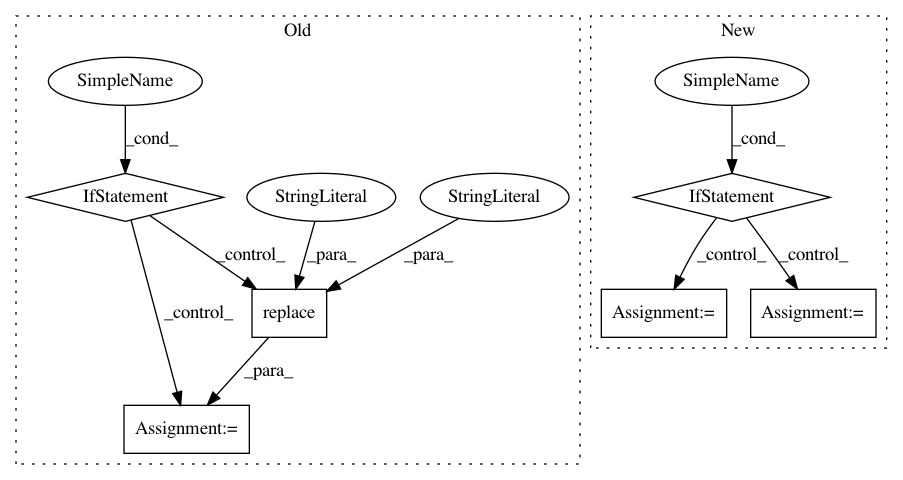 Old
New
SimpleName
SimpleName
_cond_
_cond_
IfStatement
StringLiteral
StringLiteral
IfStatement
_control_
_para_
_para_
_control_
_control_
_control_
replace
Assignment:=
Assignment:=
_para_
Assignment:=